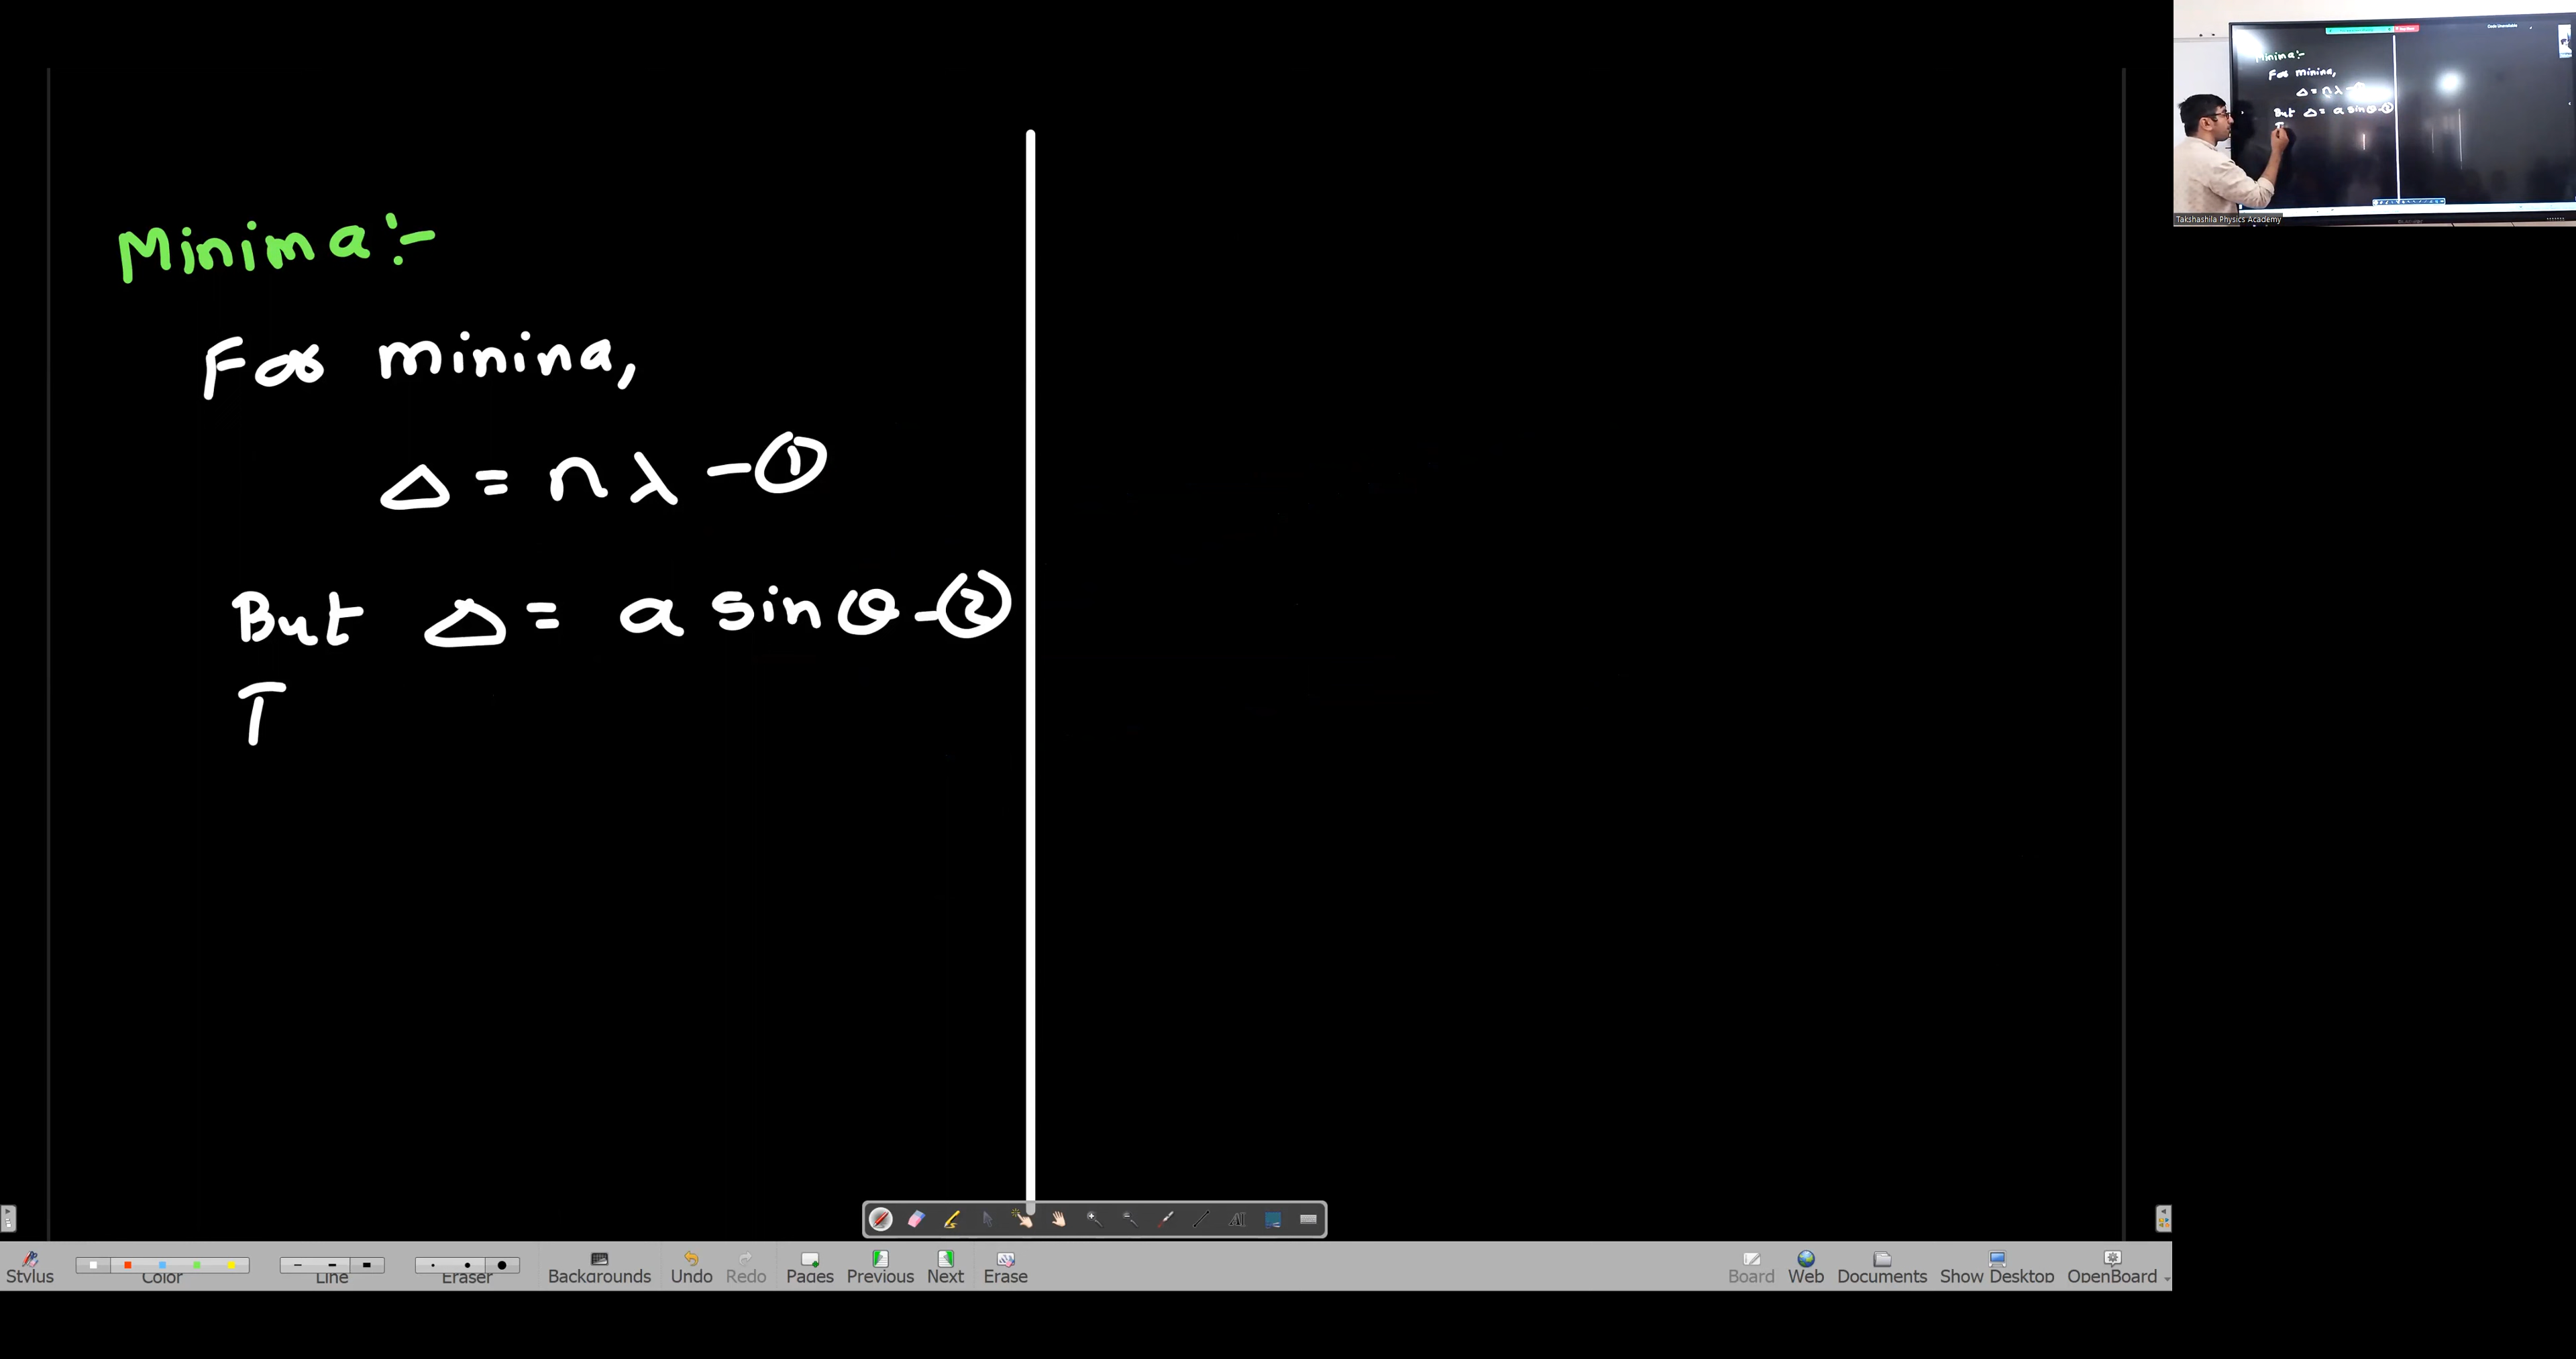 Minima:-
For minina,
Δ = nλ -①
But Δ = a sinθ -②
T
Takshashila Physics Academy
Stylus
Color
Line
Eraser
Backgrounds
Undo
Redo
Pages
Previous
Next
Erase
Board
Web
Documents
Show Desktop
OpenBoard